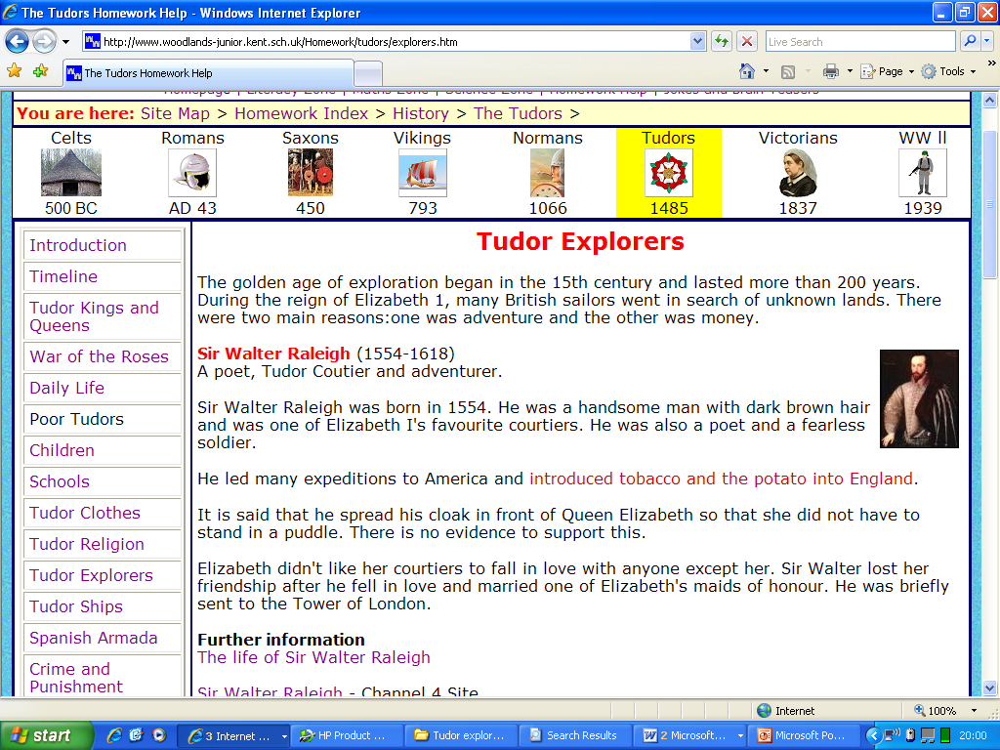 The Tudors Homework Help - Windows Internet Explorer
http://www.woodlands-junior.kent.sch.uk/Homework/tudors/explorers.htm
Live Search
The Tudors Homework Help
Page
Tools
Homepage | Literacy Zone | Maths Zone | Science Zone | Homework Help | Jokes and Brain Teasers
You are here: Site Map > Homework Index > History > The Tudors >
Celts Romans Saxons Vikings Normans Tudors Victorians WW II
500 BC AD 43 450 793 1066 1485 1837 1939
Introduction
Timeline
Tudor Kings and
Queens
War of the Roses
Daily Life
Poor Tudors
Children
Schools
Tudor Clothes
Tudor Religion
Tudor Explorers
Tudor Ships
Spanish Armada
Crime and
Punishment
Tudor Explorers
The golden age of exploration began in the 15th century and lasted more than 200 years.
During the reign of Elizabeth 1, many British sailors went in search of unknown lands. There
were two main reasons:one was adventure and the other was money.
Sir Walter Raleigh (1554-1618)
A poet, Tudor Coutier and adventurer.
Sir Walter Raleigh was born in 1554. He was a handsome man with dark brown hair
and was one of Elizabeth I's favourite courtiers. He was also a poet and a fearless
soldier.
He led many expeditions to America and introduced tobacco and the potato into England.
It is said that he spread his cloak in front of Queen Elizabeth so that she did not have to
stand in a puddle. There is no evidence to support this.
Elizabeth didn't like her courtiers to fall in love with anyone except her. Sir Walter lost her
friendship after he fell in love and married one of Elizabeth's maids of honour. He was briefly
sent to the Tower of London.
Further information
The life of Sir Walter Raleigh
Sir Walter Raleigh - Channel 4 Site
Internet
100%
start
3 Internet ...
HP Product ...
Tudor explor...
Search Results
2 Microsoft...
Microsoft Po...
20:00